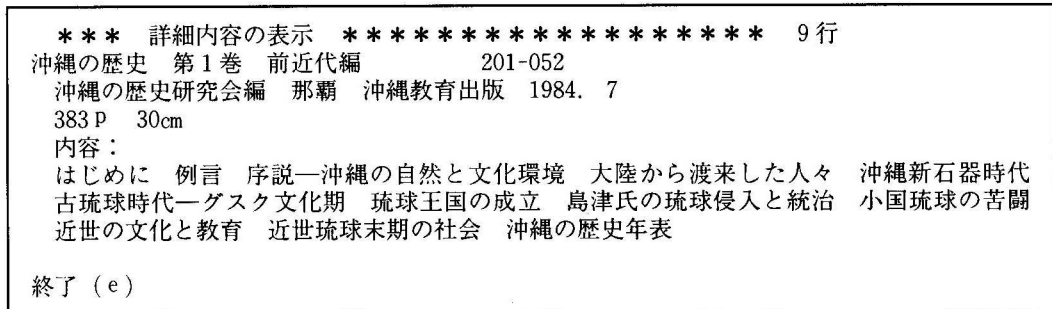 *** 詳細内容の表示 ****************** 9行
沖縄の歴史 第1巻 前近代編 201-052
沖縄の歴史研究会編 那覇 沖縄教育出版 1984. 7
383P 30cm
内容：
はじめに 例言 序説―沖縄の自然と文化環境 大陸から渡来した人々 沖縄新石器時代
古琉球時代―グスク文化期 琉球王国の成立 島津氏の琉球侵入と統治 小国琉球の苦闘
近世の文化と教育 近世琉球末期の社会 沖縄の歴史年表
終了 (e)